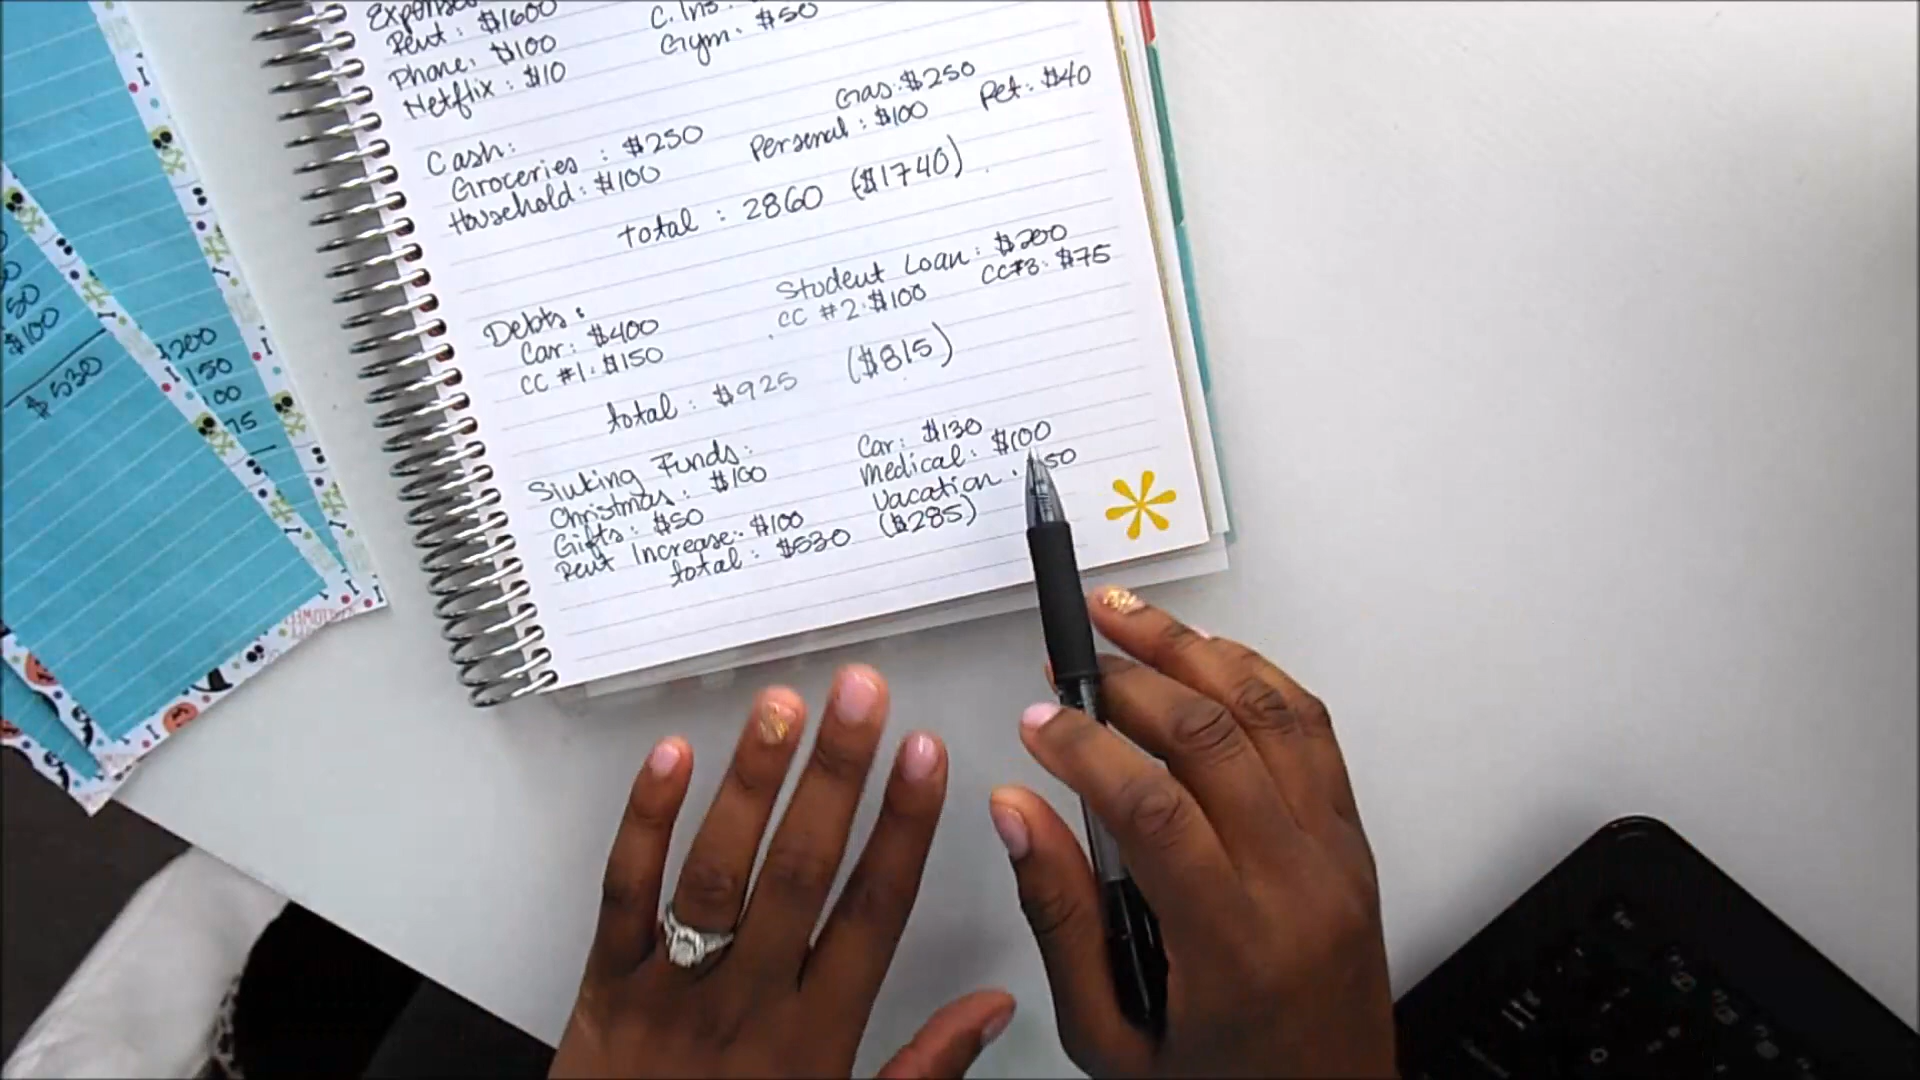 Expenses
Rent: $1600
C. Ins.
Phone: $100
Gym: $50
Netflix: $10
Cash:
Gas: $250
Groceries: $250
Personal: $100
Pet: $40
Household: $100
total: 2860 ($1740)
Debts:
Student Loan: $200
Car: $400
CC #2: $100
CC#3: $75
CC #1: $150
total: $925 ($815)
Sinking Funds:
Car: $130
Christmas: $100
Medical: $100
Gifts: $50
Vacation: 50
Rent Increase: $100
total: $530 ($285)
50
$100
$530
$200
150
100
75